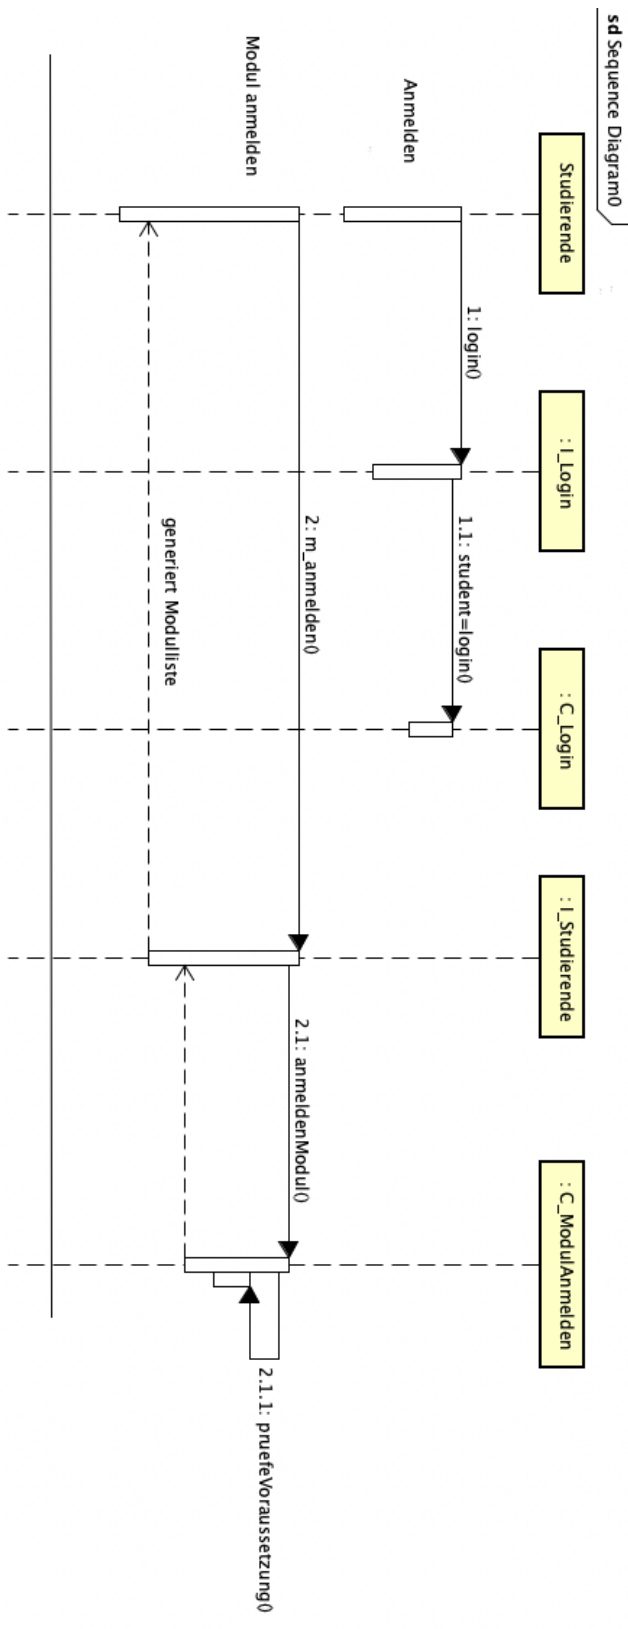 sd Sequence Diagram0
Studierende
: I_Login
: C_Login
: I_Studierende
: C_ModulAnmelden
Anmelden
1: login()
1.1: student=login()
Modul anmelden
2: m_anmelden()
2.1: anmeldenModul()
2.1.1: pruefeVoraussetzung()
generiert Modulliste